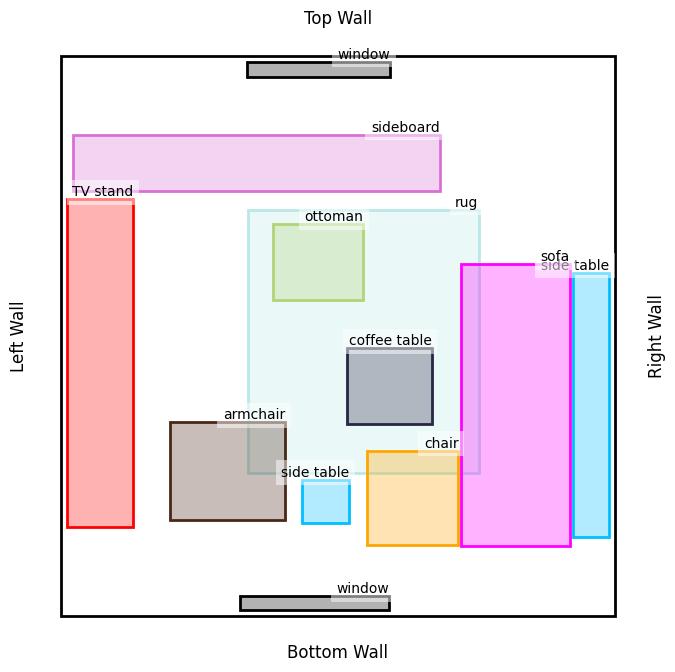 Top Wall
window
sideboard
TV stand
rug
ottoman
sofa
side table
Left Wall
Right Wall
coffee table
armchair
chair
side table
window
Bottom Wall